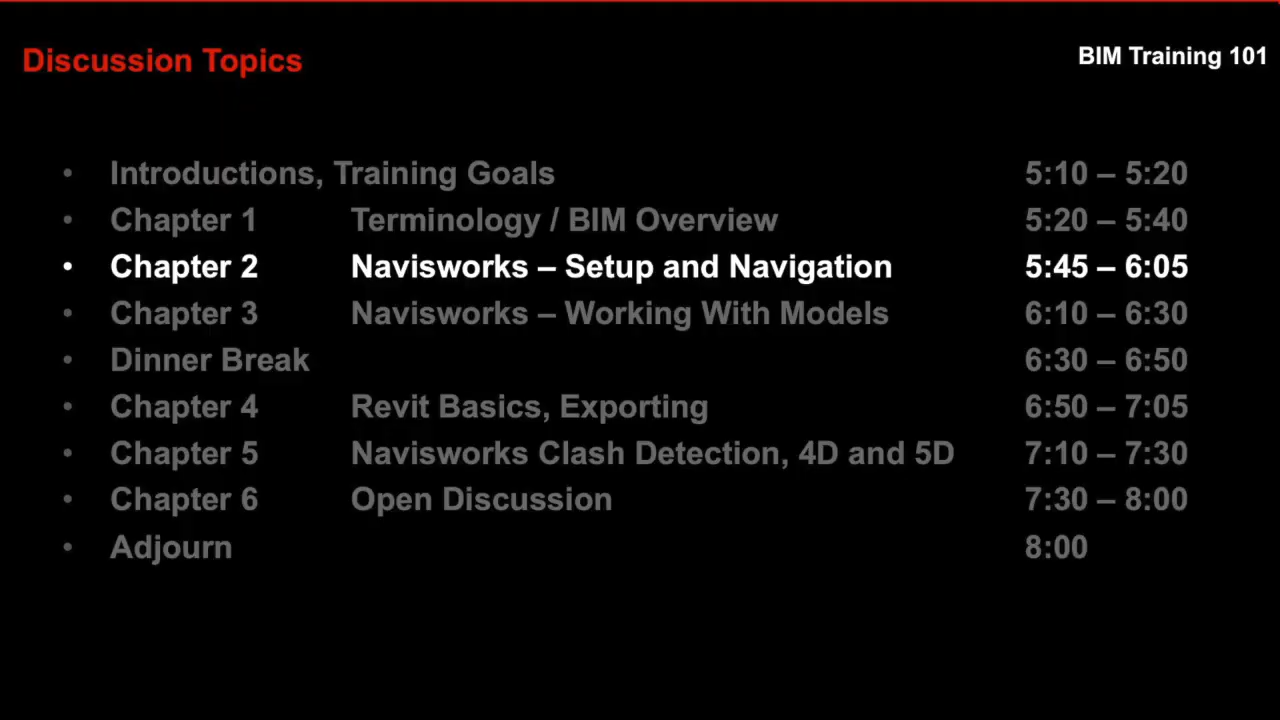 Discussion Topics
BIM Training 101
• Introductions, Training Goals 5:10 – 5:20
• Chapter 1 Terminology / BIM Overview 5:20 – 5:40
• Chapter 2 Navisworks – Setup and Navigation 5:45 – 6:05
• Chapter 3 Navisworks – Working With Models 6:10 – 6:30
• Dinner Break 6:30 – 6:50
• Chapter 4 Revit Basics, Exporting 6:50 – 7:05
• Chapter 5 Navisworks Clash Detection, 4D and 5D 7:10 – 7:30
• Chapter 6 Open Discussion 7:30 – 8:00
• Adjourn 8:00